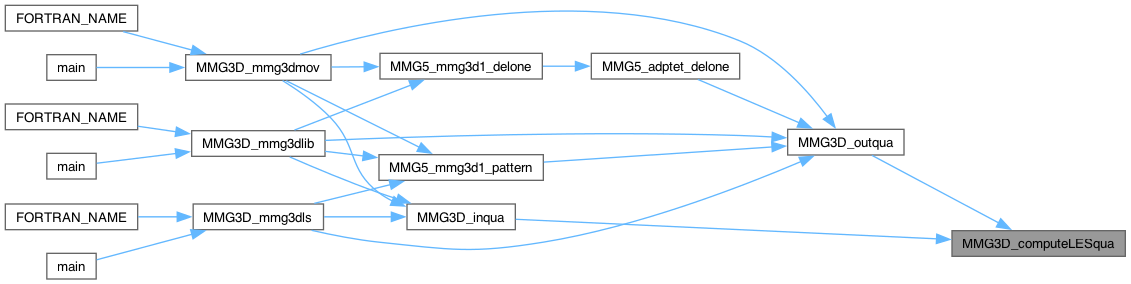 FORTRAN_NAME
main
MMG3D_mmg3dmov
MMG5_mmg3d1_delone
MMG5_adptet_delone
FORTRAN_NAME
MMG3D_mmg3dlib
MMG3D_outqua
main
MMG5_mmg3d1_pattern
FORTRAN_NAME
MMG3D_mmg3dls
MMG3D_inqua
MMG3D_computeLESqua
main